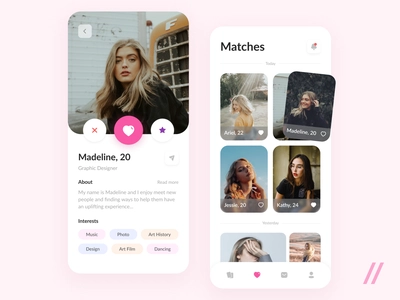 Madeline, 20
Graphic Designer
About
Read more
My name is Madeline and I enjoy meet new
people and finding ways to help them have
an uplifting experience...
Interests
Music
Photo
Art History
Design
Art Film
Dancing
Matches
Today
Ariel, 22
Madeline, 20
Jessie, 20
Kathy, 24
Yesterday